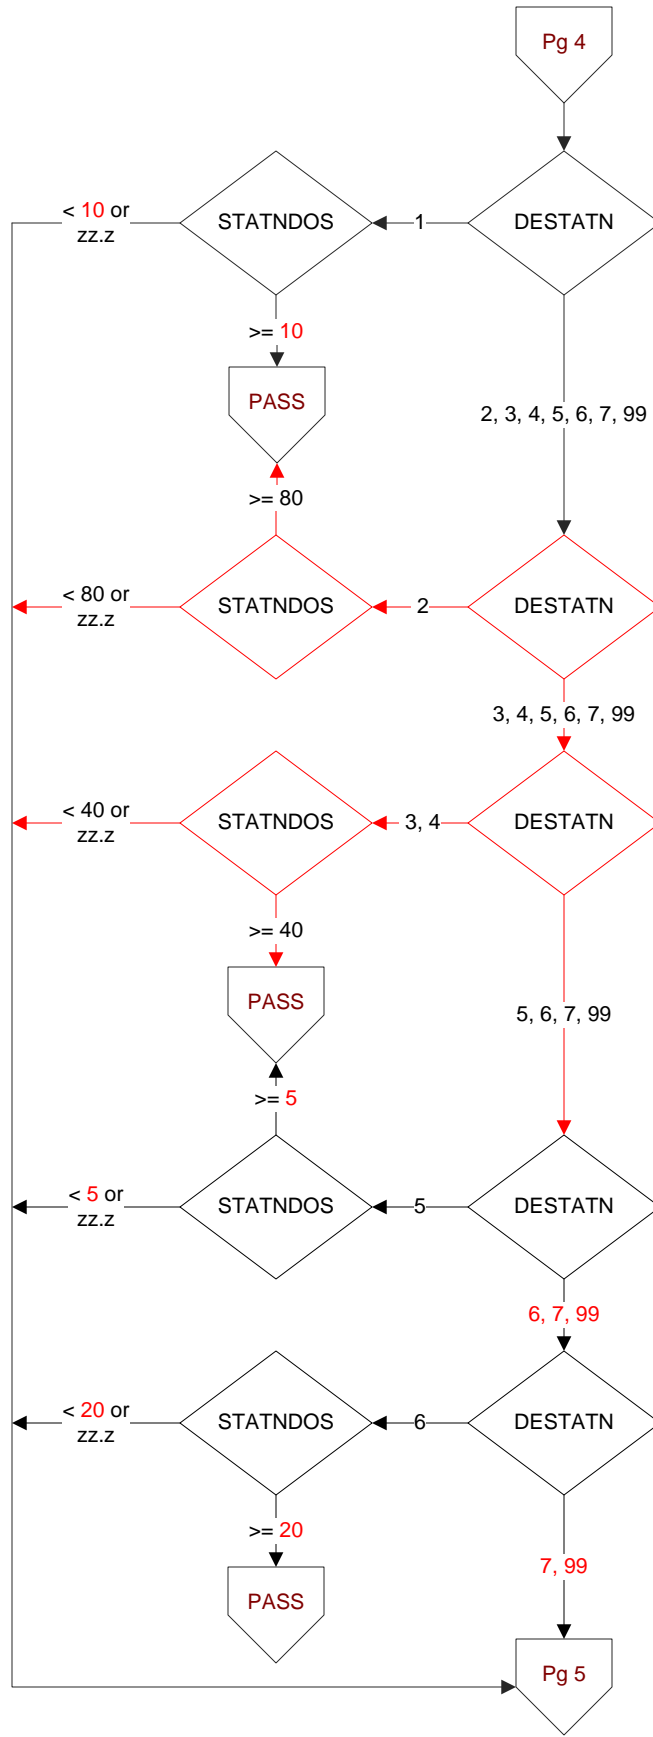 Pg 4
< 10 or
zz.z
STATNDOS
1
DESTATN
>= 10
PASS
2, 3, 4, 5, 6, 7, 99
>= 80
< 80 or
zz.z
STATNDOS
2
DESTATN
3, 4, 5, 6, 7, 99
< 40 or
zz.z
STATNDOS
3, 4
DESTATN
>= 40
PASS
5, 6, 7, 99
>= 5
< 5 or
zz.z
STATNDOS
5
DESTATN
6, 7, 99
< 20 or
zz.z
STATNDOS
6
DESTATN
>= 20
7, 99
PASS
Pg 5